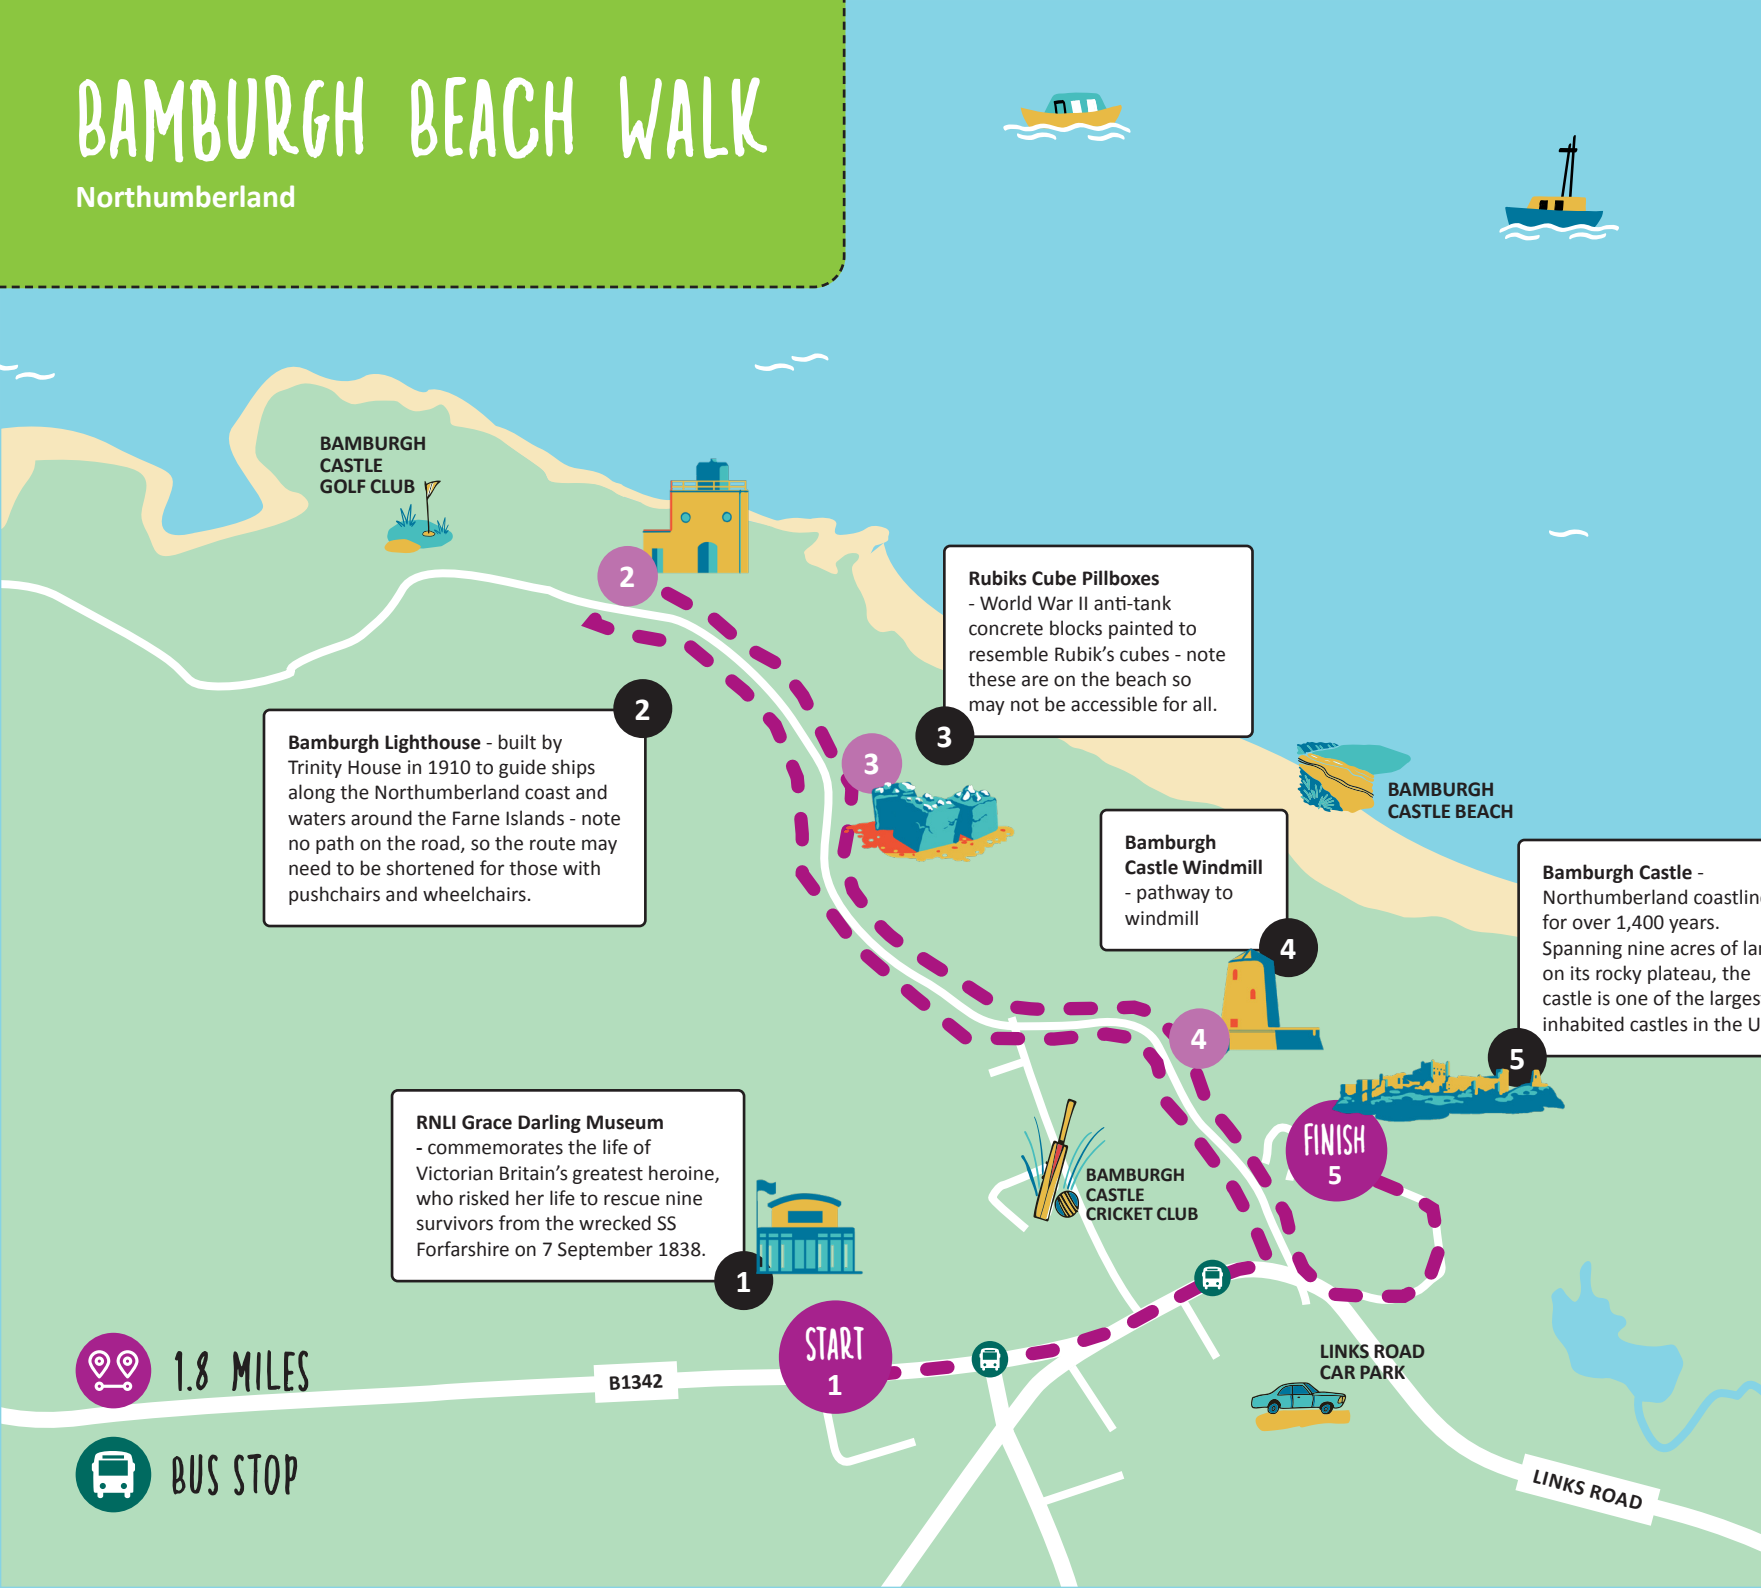 BAMBURGH BEACH WALK
Northumberland
BAMBURGH
CASTLE
GOLF CLUB
2
Rubiks Cube Pillboxes
- World War II anti-tank
concrete blocks painted to
resemble Rubik's cubes - note
these are on the beach so
may not be accessible for all.
3
3
2
Bamburgh Lighthouse - built by
Trinity House in 1910 to guide ships
along the Northumberland coast and
waters around the Farne Islands - note
no path on the road, so the route may
need to be shortened for those with
pushchairs and wheelchairs.
BAMBURGH
CASTLE BEACH
Bamburgh
Castle Windmill
- pathway to
windmill
4
4
Bamburgh Castle -
Northumberland coastlin
for over 1,400 years.
Spanning nine acres of la
on its rocky plateau, the
castle is one of the larges
inhabited castles in the U
5
RNLI Grace Darling Museum
- commemorates the life of
Victorian Britain's greatest heroine,
who risked her life to rescue nine
survivors from the wrecked SS
Forfarshire on 7 September 1838.
1
BAMBURGH
CASTLE
CRICKET CLUB
FINISH
5
START
1
1.8 MILES
B1342
LINKS ROAD
CAR PARK
BUS STOP
LINKS ROAD